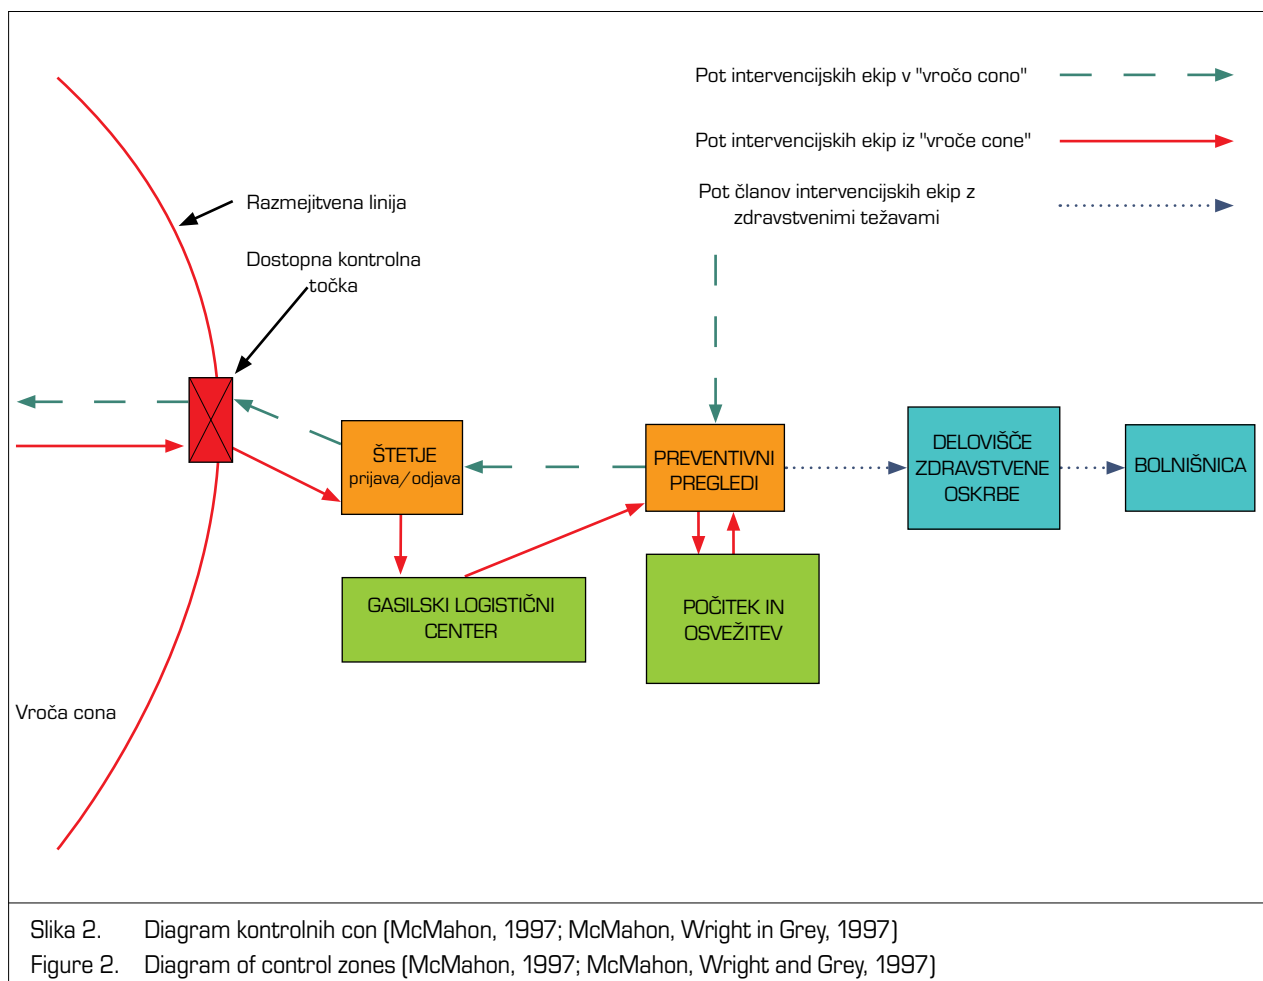 Pot intervencijskih ekip v "vročo cono"
Pot intervencijskih ekip iz "vroče cone"
Pot članov intervencijskih ekip z
zdravstvenimi težavami
Razmejitvena linija
Dostopna kontrolna
točka
ŠTETJE
prijava/odjava
PREVENTIVNI
PREGLEDI
DELOVIŠČE
ZDRAVSTVENE
OSKRBE
BOLNIŠNICA
GASILSKI LOGISTIČNI
CENTER
POČITEK IN
OSVEŽITEV
Vroča cona
Slika 2. Diagram kontrolnih con (McMahon, 1997; McMahon, Wright in Grey, 1997)
Figure 2. Diagram of control zones (McMahon, 1997; McMahon, Wright and Grey, 1997)